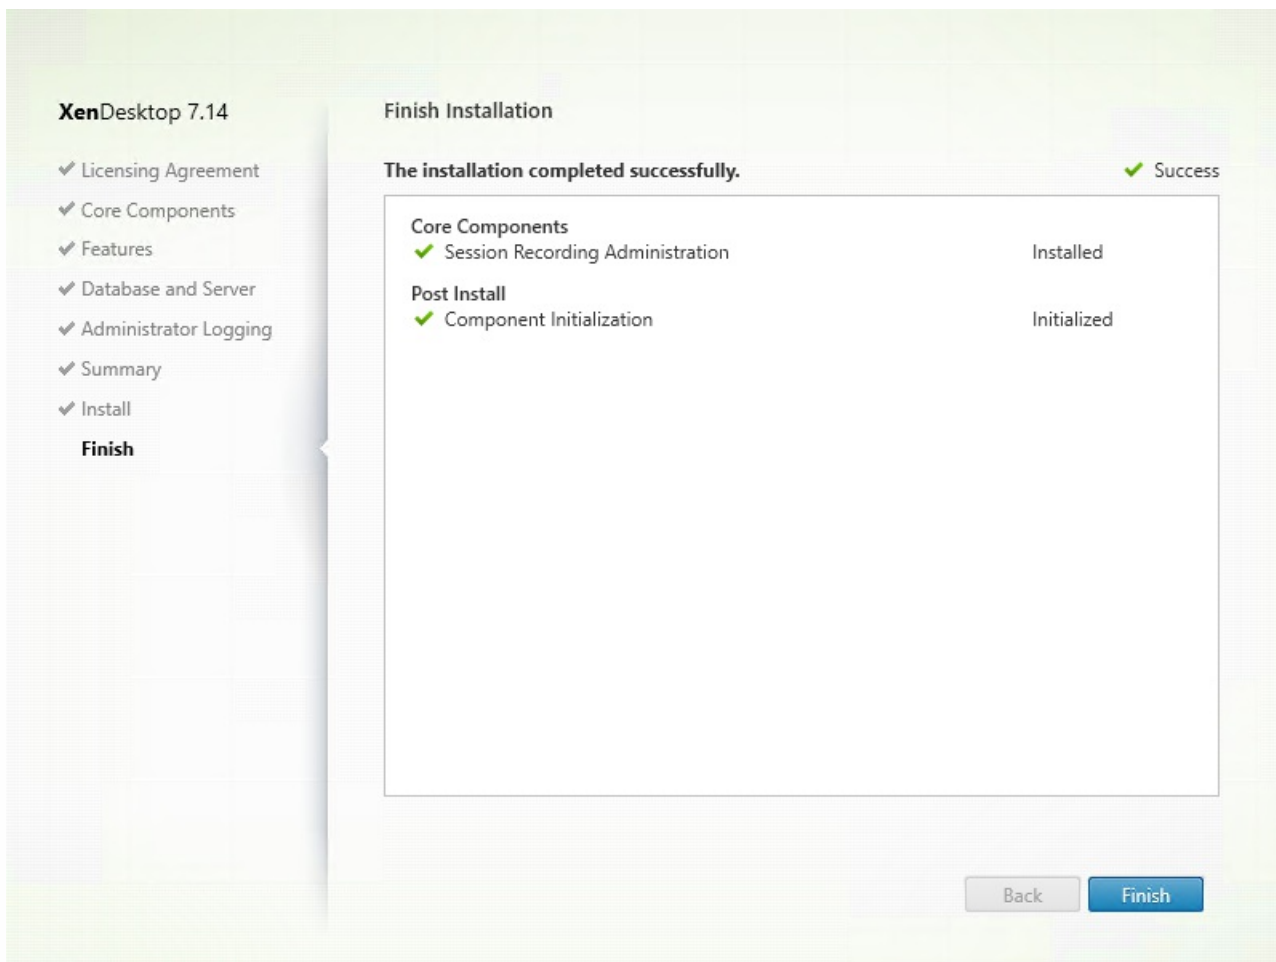 XenDesktop 7.14
Licensing Agreement
Core Components
Features
Database and Server
Administrator Logging
Summary
Install
Finish
Finish Installation
The installation completed successfully.
Success
Core Components
Session Recording Administration Installed
Post Install
Component Initialization Initialized
Back Finish